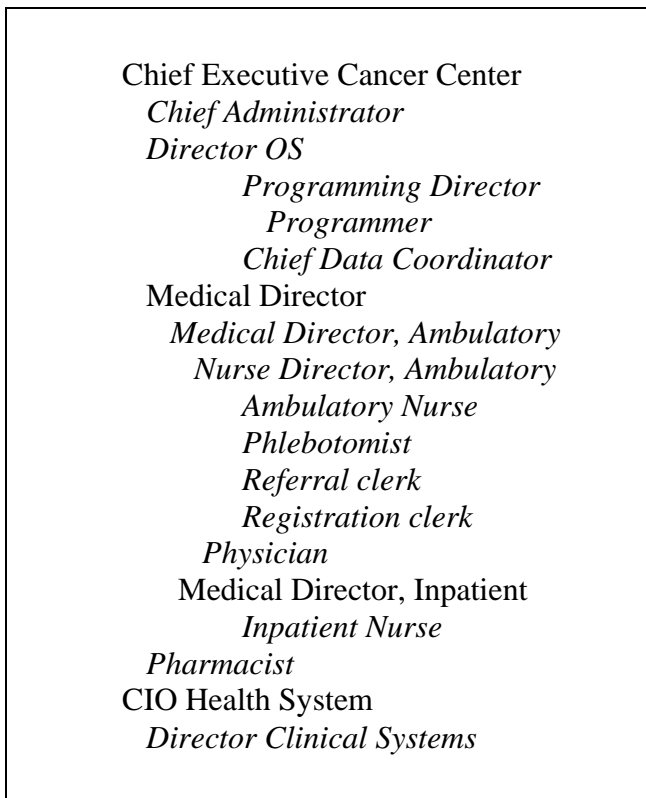 Chief Executive Cancer Center
Chief Administrator
Director OS
Programming Director
Programmer
Chief Data Coordinator
Medical Director
Medical Director, Ambulatory
Nurse Director, Ambulatory
Ambulatory Nurse
Phlebotomist
Referral clerk
Registration clerk
Physician
Medical Director, Inpatient
Inpatient Nurse
Pharmacist
CIO Health System
Director Clinical Systems